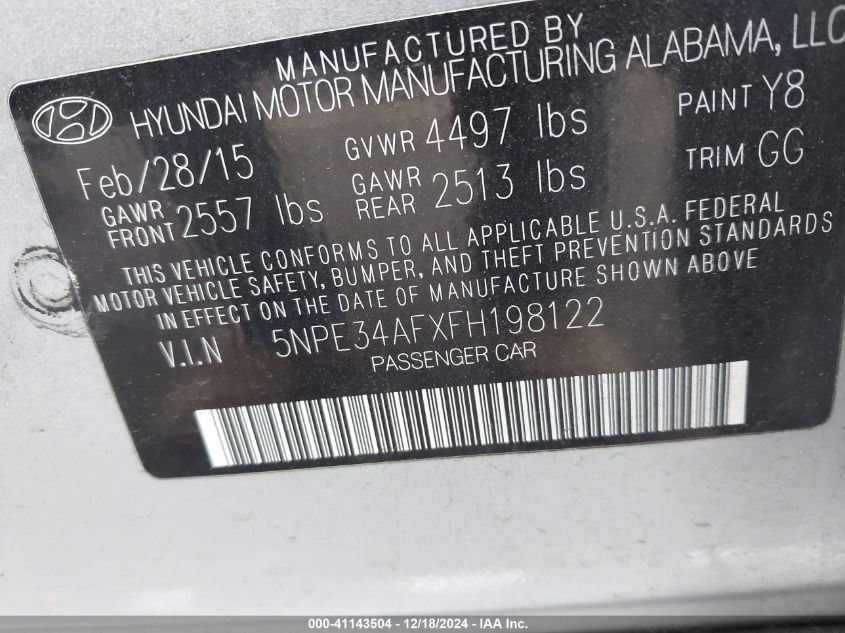 MANUFACTURED BY
HYUNDAI MOTOR MANUFACTURING ALABAMA, LLC
Feb/28/15 GVWR 4497 lbs PAINT Y8
GAWR FRONT 2557 lbs GAWR REAR 2513 lbs TRIM GG
THIS VEHICLE CONFORMS TO ALL APPLICABLE U.S.A. FEDERAL
MOTOR VEHICLE SAFETY, BUMPER, AND THEFT PREVENTION STANDARDS
IN EFFECT ON THE DATE OF MANUFACTURE SHOWN ABOVE
V.I.N 5NPE34AFXFH198122
PASSENGER CAR
000-41143504 - 12/18/2024 - IAA Inc.